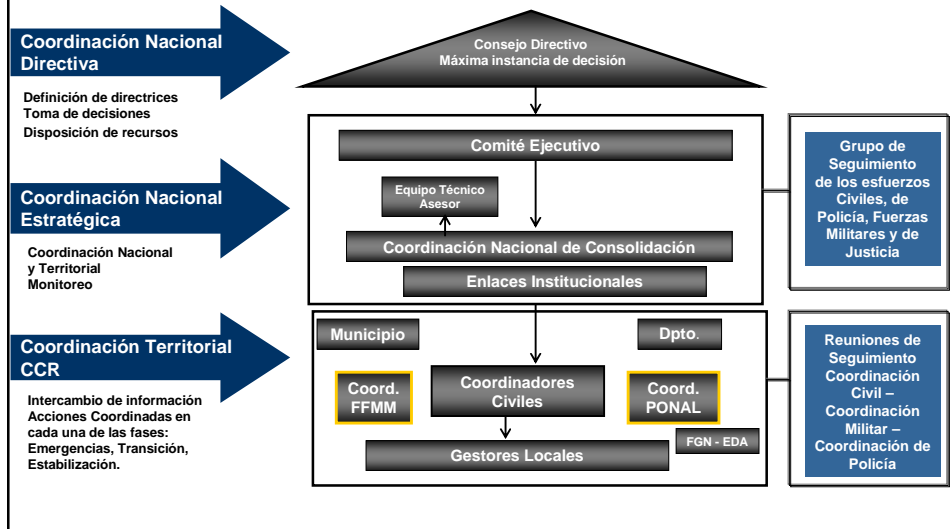 Coordinación Nacional
Directiva
Definición de directrices
Toma de decisiones
Disposición de recursos
Consejo Directivo
Máxima instancia de decisión
Coordinación Nacional
Estratégica
Coordinación Nacional
y Territorial
Monitoreo
Comité Ejecutivo
Equipo Técnico
Asesor
Coordinación Nacional de Consolidación
Enlaces Institucionales
Grupo de
Seguimiento
de los esfuerzos
Civiles, de
Policía, Fuerzas
Militares y de
Justicia
Coordinación Territorial
CCR
Intercambio de información
Acciones Coordinadas en
cada una de las fases:
Emergencias, Transición,
Estabilización.
Municipio
Dpto.
Coord.
FFMM
Coordinadores
Civiles
Coord.
PONAL
FGN - EDA
Gestores Locales
Reuniones de
Seguimiento
Coordinación
Civil –
Coordinación
Militar –
Coordinación de
Policía